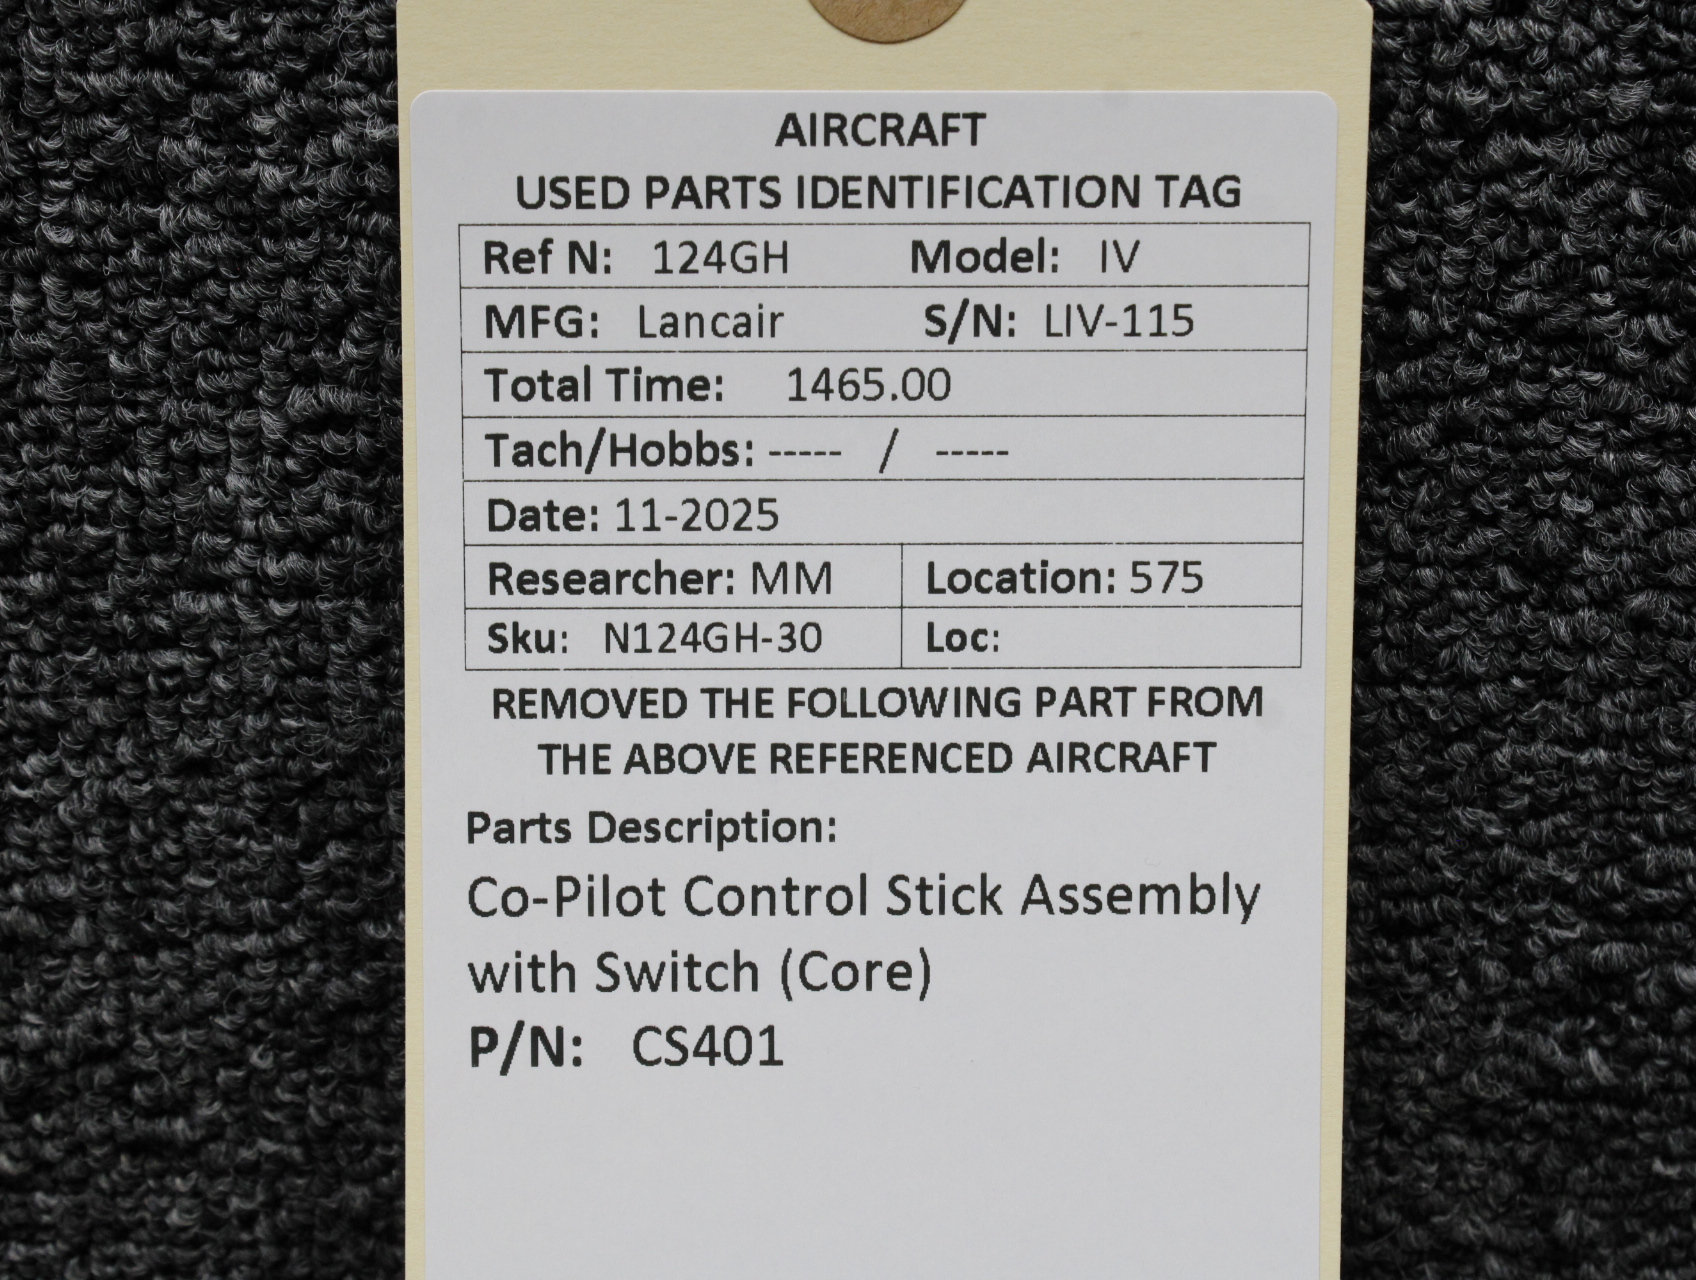 AIRCRAFT
USED PARTS IDENTIFICATION TAG
Ref N: 124GH Model: IV
MFG: Lancair S/N: LIV-115
Total Time: 1465.00
Tach/Hobbs: ----- / -----
Date: 11-2025
Researcher: MM Location: 575
Sku: N124GH-30 Loc:
REMOVED THE FOLLOWING PART FROM
THE ABOVE REFERENCED AIRCRAFT
Parts Description:
Co-Pilot Control Stick Assembly
with Switch (Core)
P/N: CS401